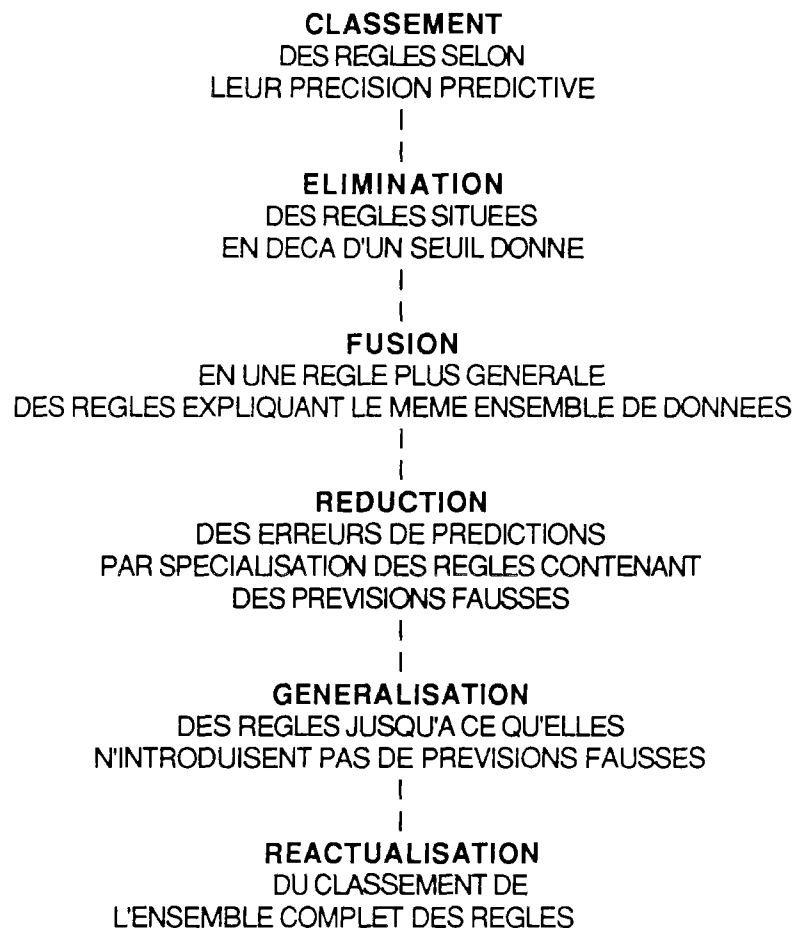 CLASSEMENT
DES REGLES SELON
LEUR PRECISION PREDICTIVE
ELIMINATION
DES REGLES SITUEES
EN DECA D'UN SEUIL DONNE
FUSION
EN UNE REGLE PLUS GENERALE
DES REGLES EXPLIQUANT LE MEME ENSEMBLE DE DONNEES
REDUCTION
DES ERREURS DE PREDICTIONS
PAR SPECIALISATION DES REGLES CONTENANT
DES PREVISIONS FAUSSES
GENERALISATION
DES REGLES JUSQU'A CE QU'ELLES
N'INTRODUISENT PAS DE PREVISIONS FAUSSES
REACTUALISATION
DU CLASSEMENT DE
L'ENSEMBLE COMPLET DES REGLES